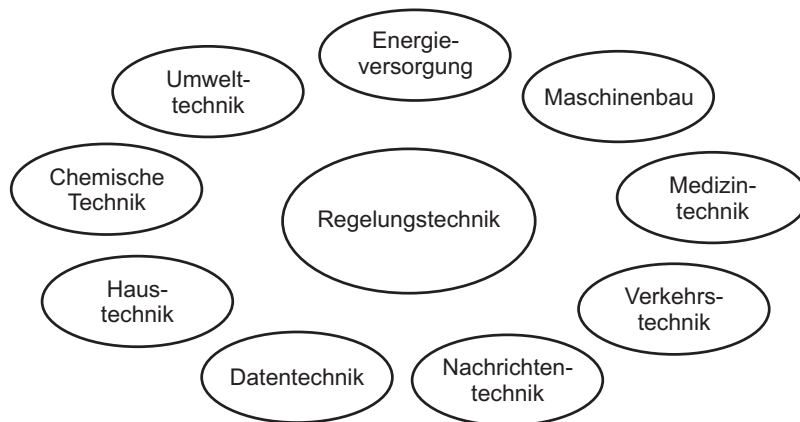 Energie-
versorgung
Umwelt-
technik
Maschinenbau
Chemische
Technik
Medizin-
technik
Regelungstechnik
Haus-
technik
Verkehrs-
technik
Datentechnik
Nachrichten-
technik